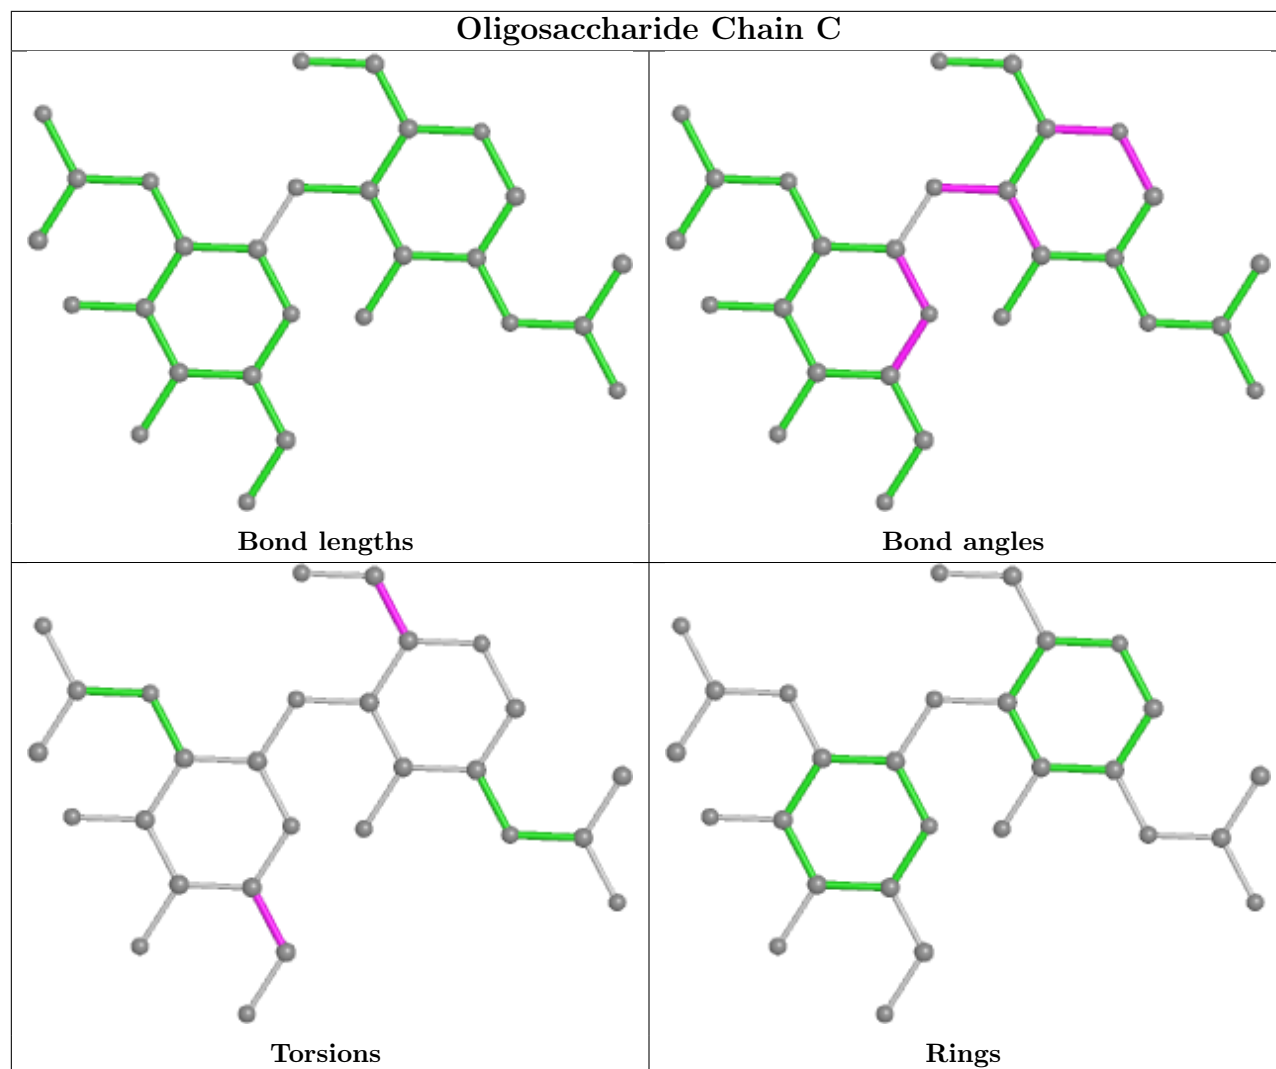 Oligosaccharide Chain C
Bond lengths
Bond angles
Torsions
Rings